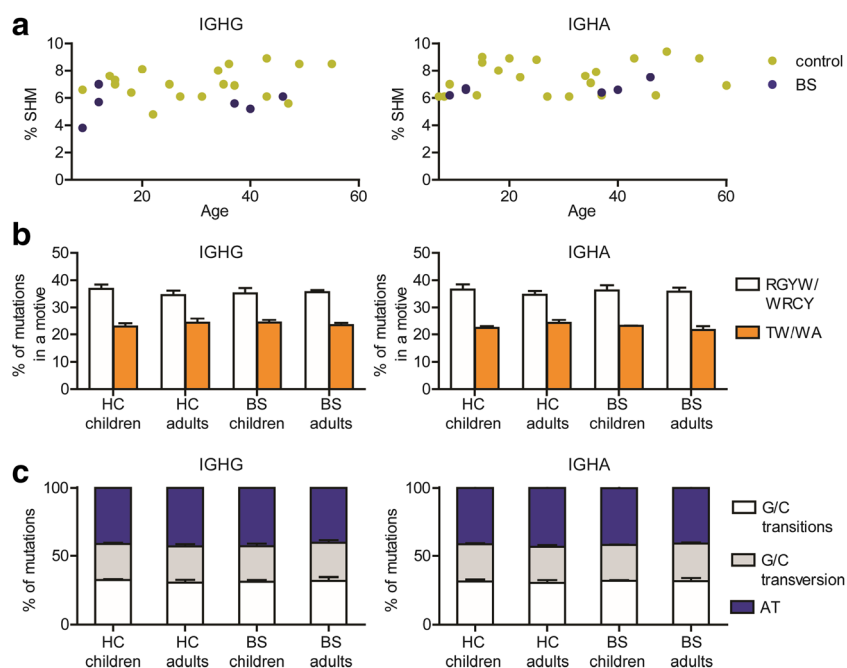 a
IGHG
IGHA
10
8
6
4
2
0
% SHM
20
40
60
Age
10
8
6
4
2
0
% SHM
20
40
60
Age
control
BS
b
IGHG
IGHA
50
40
30
20
10
0
% of mutations
in a motive
HC
children
HC
adults
BS
children
BS
adults
50
40
30
20
10
0
% of mutations
in a motive
HC
children
HC
adults
BS
children
BS
adults
RGYW/
WRCY
TW/WA
c
IGHG
IGHA
100
50
0
% of mutations
HC
children
HC
adults
BS
children
BS
adults
100
50
0
% of mutations
HC
children
HC
adults
BS
children
BS
adults
G/C
transitions
G/C
transversion
AT